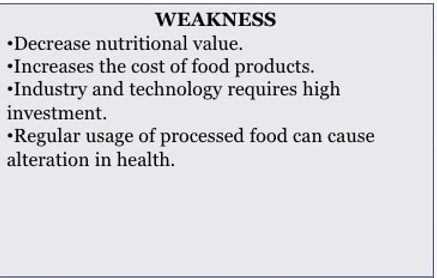 WEAKNESS
•Decrease nutritional value.
•Increases the cost of food products.
•Industry and technology requires high
investment.
•Regular usage of processed food can cause
alteration in health.